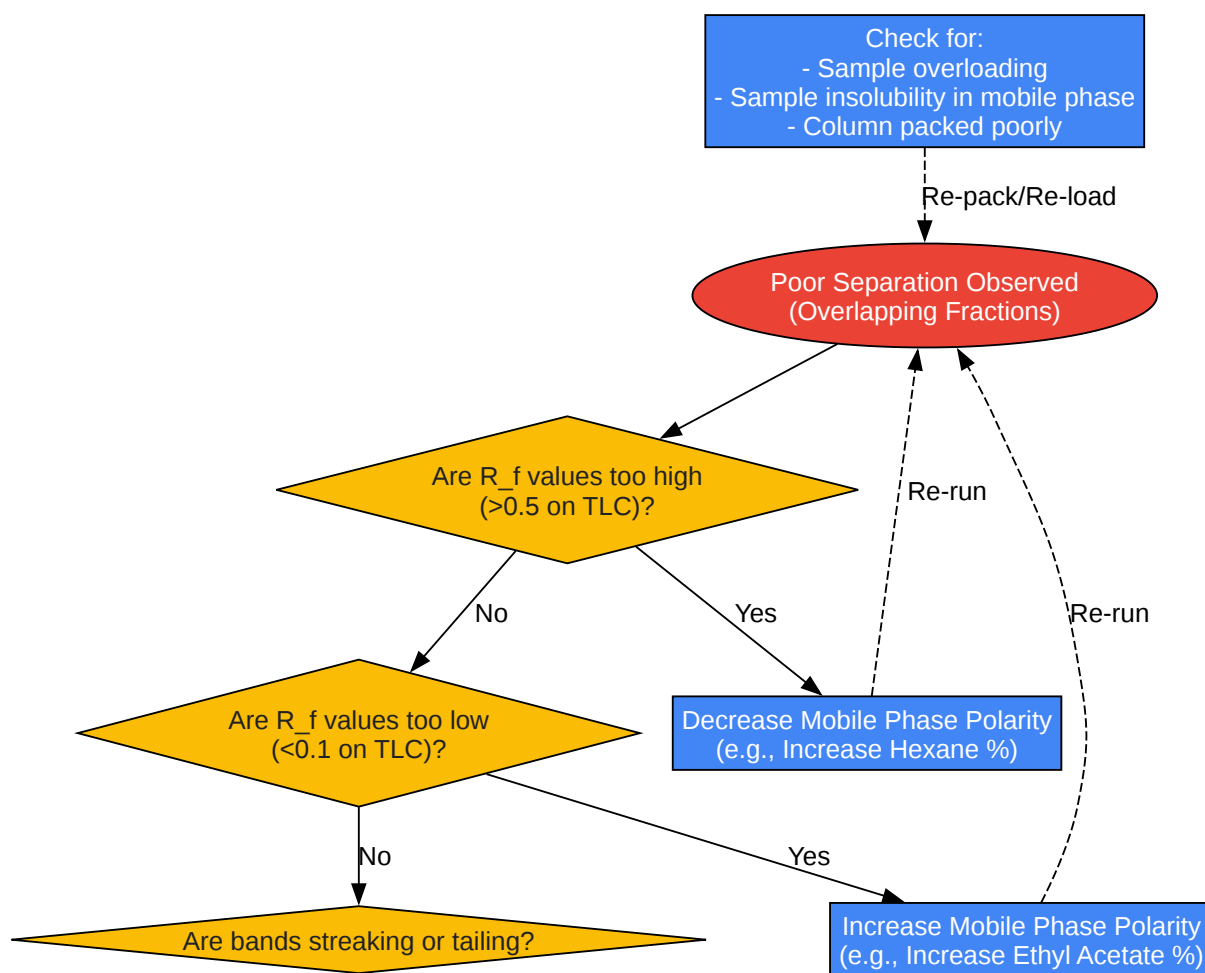 Check for:
- Sample overloading
- Sample insolubility in mobile phase
- Column packed poorly
Re-pack/Re-load
Poor Separation Observed
(Overlapping Fractions)
Are R_f values too high
(>0.5 on TLC)?
Re-run
No
Yes
Re-run
Are R_f values too low
(<0.1 on TLC)?
Decrease Mobile Phase Polarity
(e.g., Increase Hexane %)
No
Yes
Are bands streaking or tailing?
Increase Mobile Phase Polarity
(e.g., Increase Ethyl Acetate %)